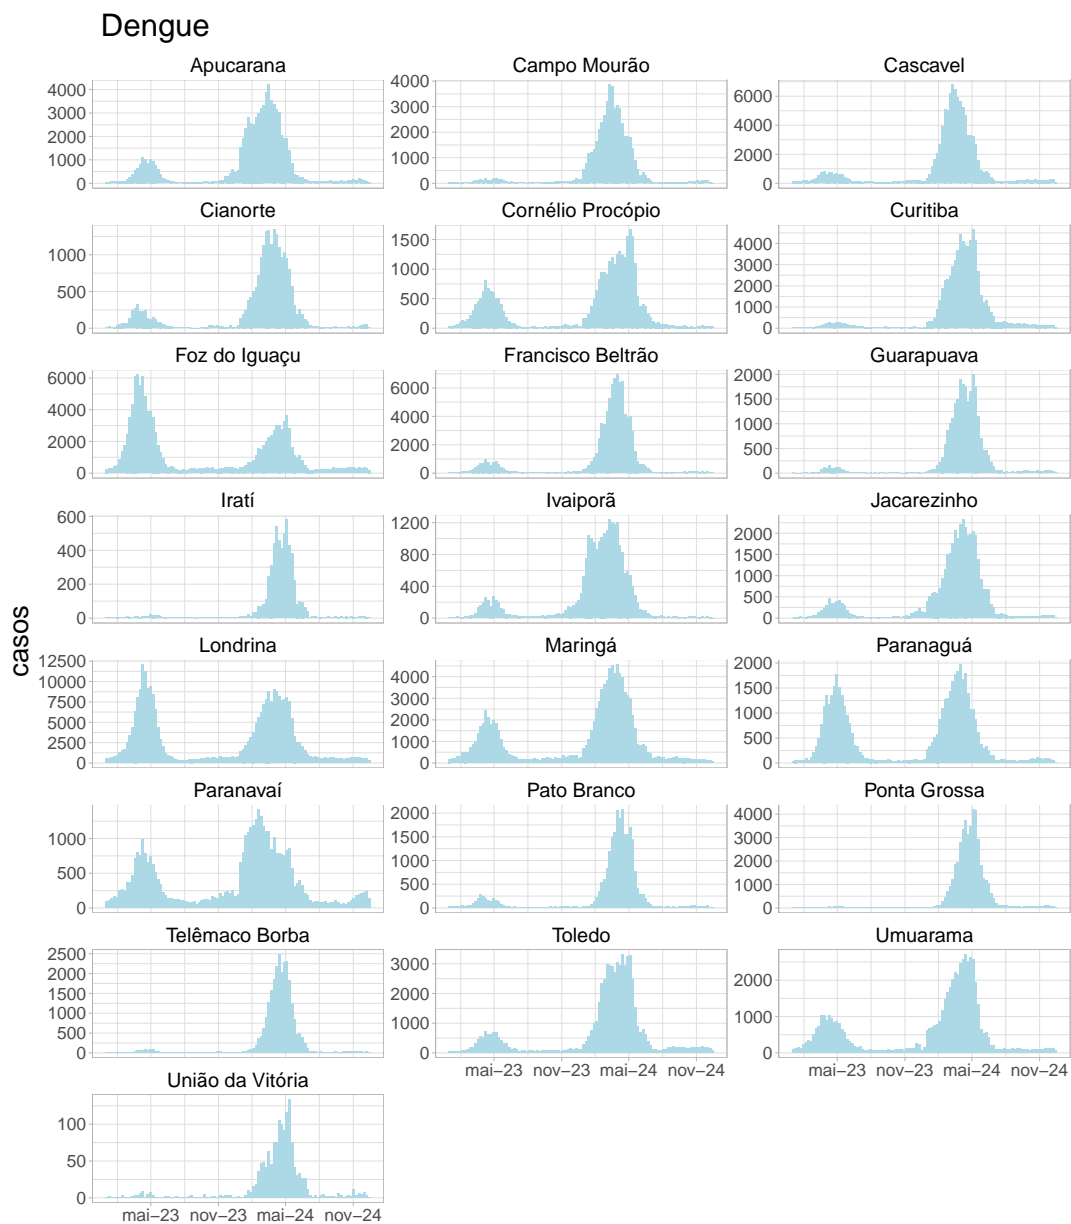 Dengue
Apucarana Campo Mourão Cascavel
4000 3000 2000 1000 0
4000 3000 2000 1000 0
6000 4000 2000 0
Cianorte Cornélio Procópio Curitiba
1000 500 0
1500 1000 500 0
4000 3000 2000 1000 0
Foz do Iguaçu Francisco Beltrão Guarapuava
6000 4000 2000 0
6000 4000 2000 0
2000 1500 1000 500 0
Iratí Ivaiporã Jacarezinho
600 400 200 0
1200 800 400 0
2000 1500 1000 500 0
casos
Londrina Maringá Paranaguá
12500 10000 7500 5000 2500 0
4000 3000 2000 1000 0
2000 1500 1000 500 0
Paranavaí Pato Branco Ponta Grossa
1000 500 0
2000 1500 1000 500 0
4000 3000 2000 1000 0
Telêmaco Borba Toledo Umuarama
2500 2000 1500 1000 500 0
3000 2000 1000 0
2000 1000 0
mai–23 nov–23 mai–24 nov–24 mai–23 nov–23 mai–24 nov–24
União da Vitória
100 50 0
mai–23 nov–23 mai–24 nov–24